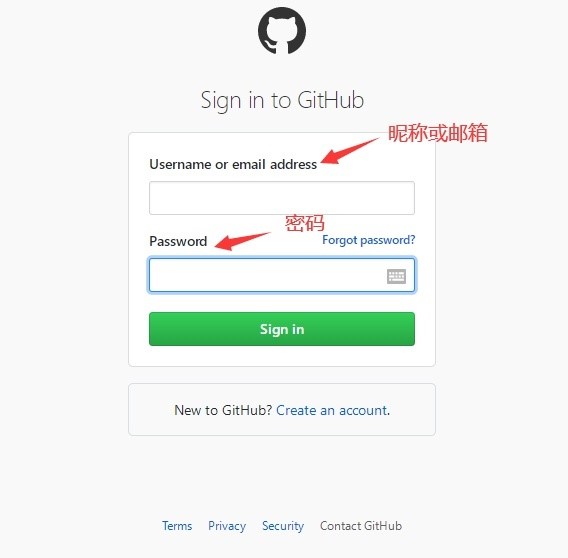 Sign in to GitHub
昵称或邮箱
Username or email address
密码
Password
Forgot password?
Sign in
New to GitHub? Create an account.
Terms Privacy Security Contact GitHub